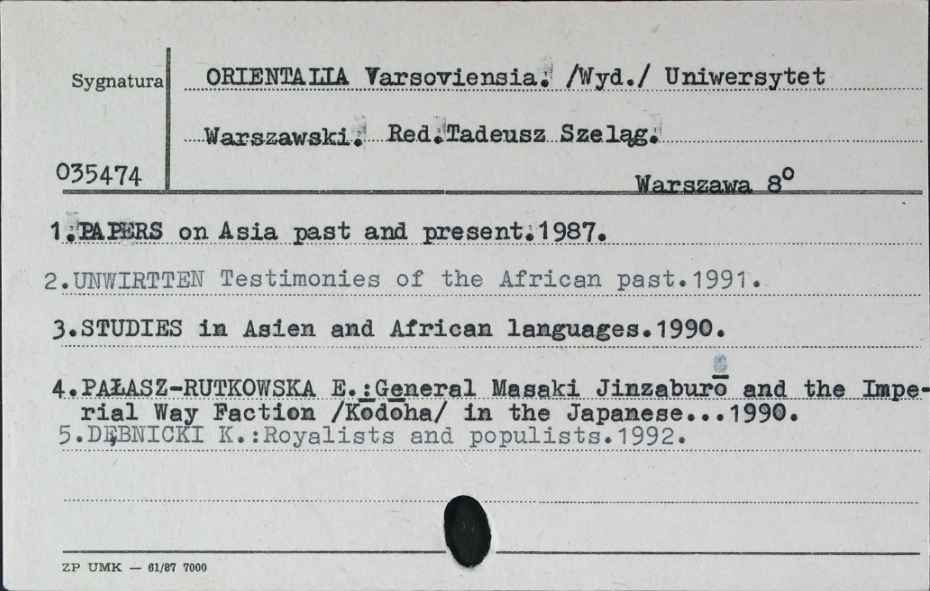 Sygnatura
ORIENTALIA Varsoviensia. /Wyd./ Uniwersytet
Warszawski. Red.Tadeusz Szeląg.
035474
Warszawa 8⁰
1.PAPERS on Asia past and present.1987.
2.UNWIRTTEN Testimonies of the African past.1991.
3.STUDIES in Asien and African languages.1990.
4.PAŁASZ-RUTKOWSKA E.:General Masaki Jinzaburō and the Impe-
rial Way Faction /Kōdōha/ in the Japanese...1990.
5.DĘBNICKI K.:Royalists and populists.1992.
ZP UMK — 61/87 7000